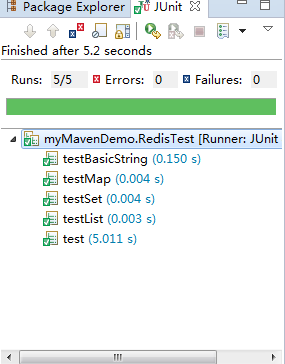 Package Explorer JUnit
Finished after 5.2 seconds
Runs: 5/5 Errors: 0 Failures: 0
myMavenDemo.RedisTest [Runner: JUnit
testBasicString (0.150 s)
testMap (0.004 s)
testSet (0.004 s)
testList (0.003 s)
test (5.011 s)